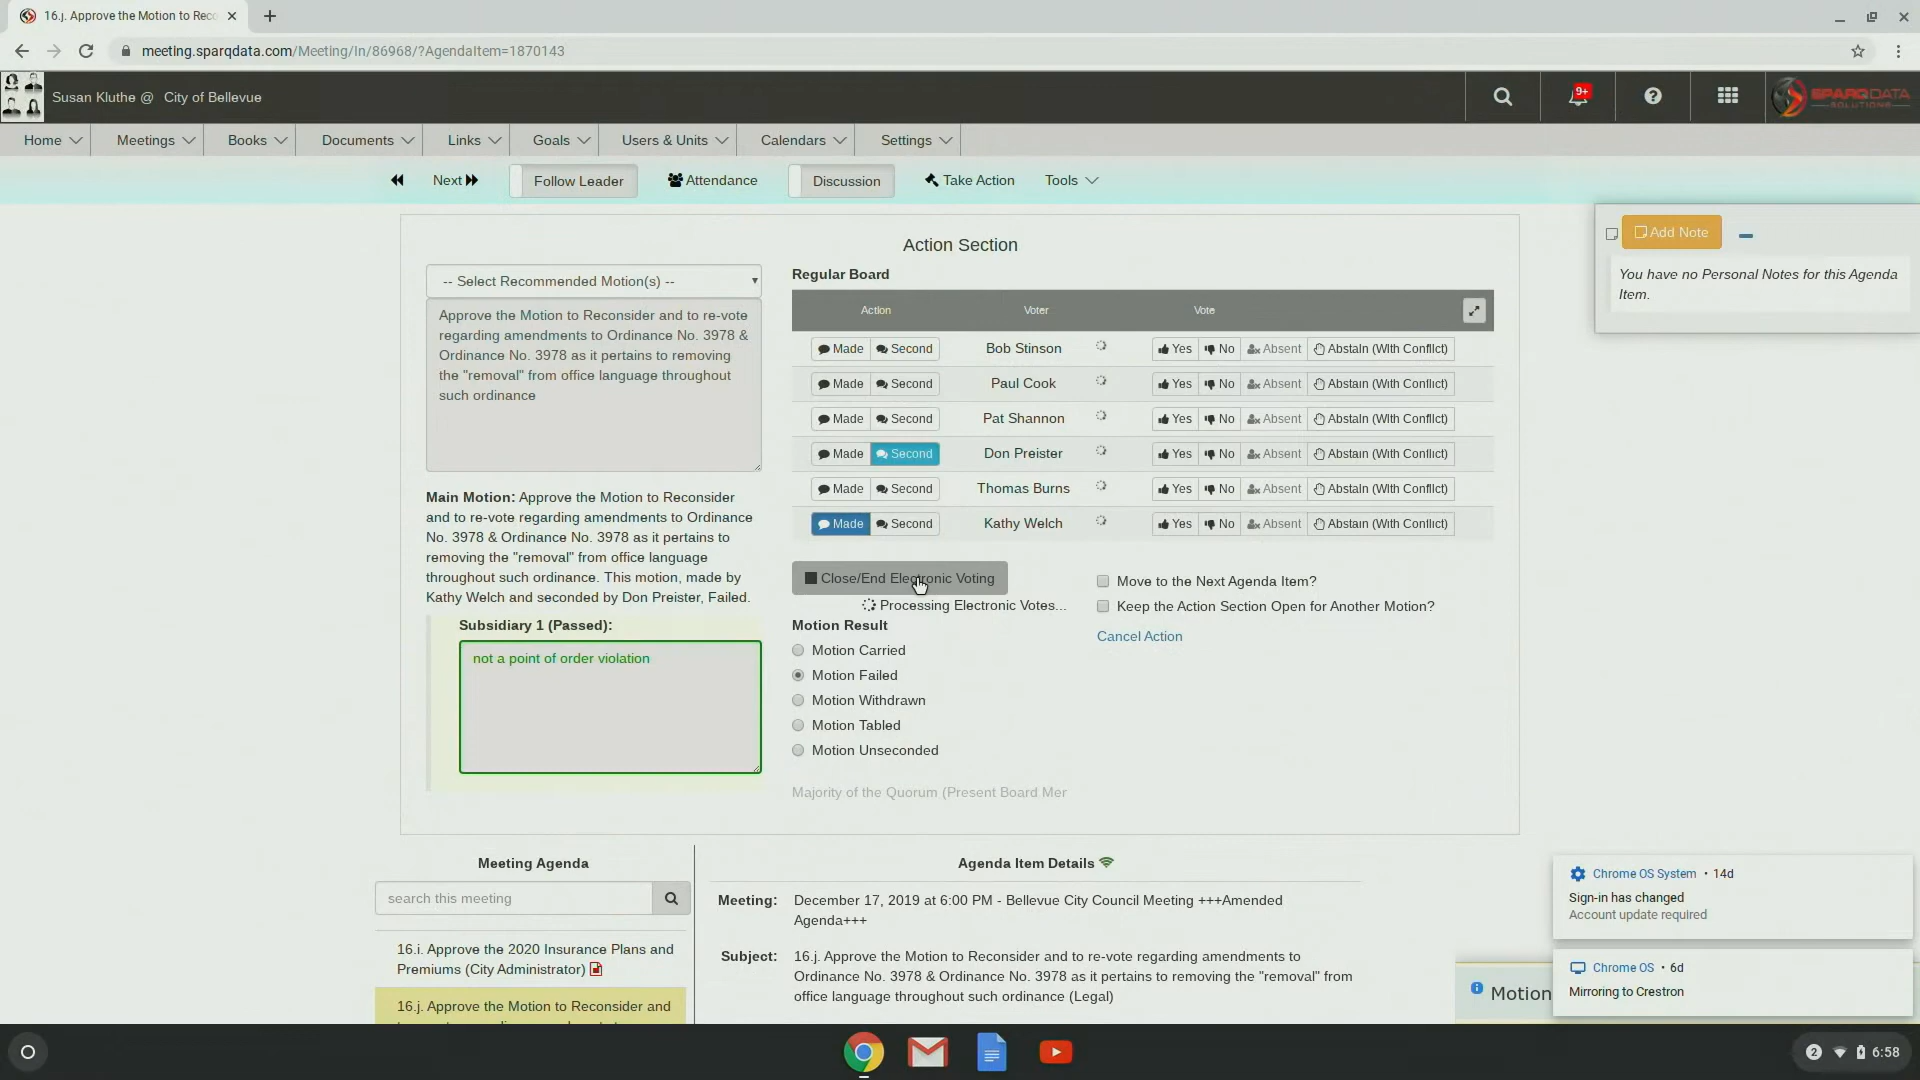 16.j. Approve the Motion to Reco
meeting.sparqdata.com/Meeting/In/86968/?AgendaItem=1870143
Susan Kluthe @ City of Bellevue
9+
SPARQDATA
SOLUTIONS
Home
Meetings
Books
Documents
Links
Goals
Users & Units
Calendars
Settings
Next
Follow Leader
Attendance
Discussion
Take Action
Tools
Add Note
You have no Personal Notes for this Agenda
Item.
Action Section
-- Select Recommended Motion(s) --
Approve the Motion to Reconsider and to re-vote
regarding amendments to Ordinance No. 3978 &
Ordinance No. 3978 as it pertains to removing
the "removal" from office language throughout
such ordinance
Main Motion: Approve the Motion to Reconsider
and to re-vote regarding amendments to Ordinance
No. 3978 & Ordinance No. 3978 as it pertains to
removing the "removal" from office language
throughout such ordinance. This motion, made by
Kathy Welch and seconded by Don Preister, Failed.
Subsidiary 1 (Passed):
not a point of order violation
Regular Board
Action Voter Vote
Made Second Bob Stinson Yes No Absent Abstain (With Conflict)
Made Second Paul Cook Yes No Absent Abstain (With Conflict)
Made Second Pat Shannon Yes No Absent Abstain (With Conflict)
Made Second Don Preister Yes No Absent Abstain (With Conflict)
Made Second Thomas Burns Yes No Absent Abstain (With Conflict)
Made Second Kathy Welch Yes No Absent Abstain (With Conflict)
Close/End Electronic Voting
Processing Electronic Votes...
Motion Result
Motion Carried
Motion Failed
Motion Withdrawn
Motion Tabled
Motion Unseconded
Majority of the Quorum (Present Board Mer
Move to the Next Agenda Item?
Keep the Action Section Open for Another Motion?
Cancel Action
Meeting Agenda
search this meeting
16.i. Approve the 2020 Insurance Plans and
Premiums (City Administrator)
16.j. Approve the Motion to Reconsider and
Agenda Item Details
Meeting: December 17, 2019 at 6:00 PM - Bellevue City Council Meeting +++Amended
Agenda+++
Subject: 16.j. Approve the Motion to Reconsider and to re-vote regarding amendments to
Ordinance No. 3978 & Ordinance No. 3978 as it pertains to removing the "removal" from
office language throughout such ordinance (Legal)
Motion
Chrome OS System • 14d
Sign-in has changed
Account update required
Chrome OS • 6d
Mirroring to Crestron
2
6:58